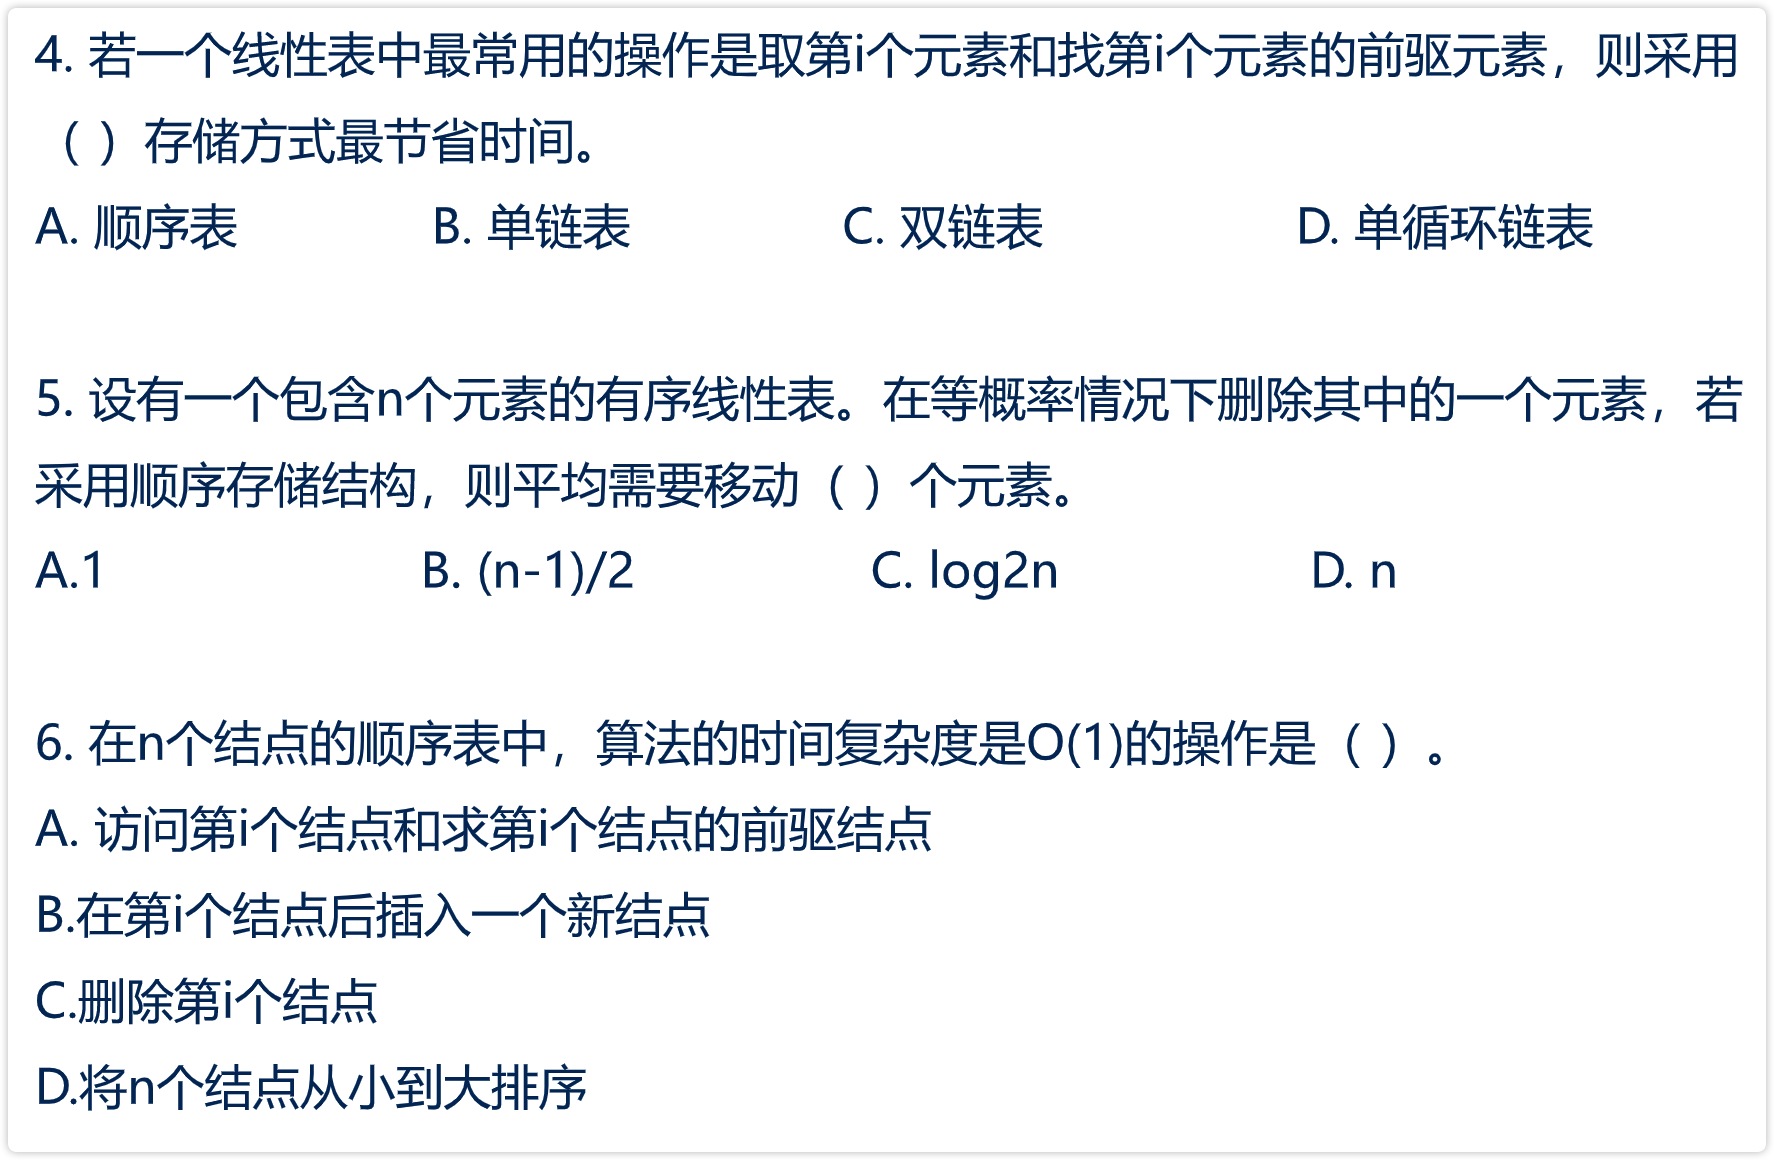 4. 若一个线性表中最常用的操作是取第i个元素和找第i个元素的前驱元素，则采用
（ ）存储方式最节省时间。
A. 顺序表 B. 单链表 C. 双链表 D. 单循环链表
5. 设有一个包含n个元素的有序线性表。在等概率情况下删除其中的一个元素，若
采用顺序存储结构，则平均需要移动（ ）个元素。
A.1 B. (n-1)/2 C. log2n D. n
6. 在n个结点的顺序表中，算法的时间复杂度是O(1)的操作是（ ）。
A. 访问第i个结点和求第i个结点的前驱结点
B.在第i个结点后插入一个新结点
C.删除第i个结点
D.将n个结点从小到大排序